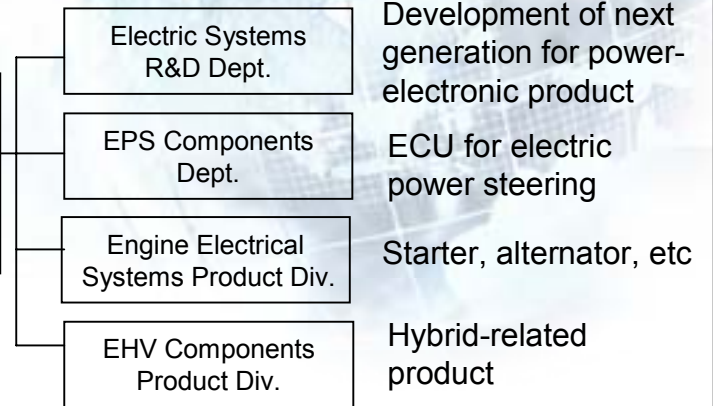 Electric Systems
R&D Dept.
Development of next
generation for power-
electronic product
EPS Components
Dept.
ECU for electric
power steering
Engine Electrical
Systems Product Div.
Starter, alternator, etc
EHV Components
Product Div.
Hybrid-related
product